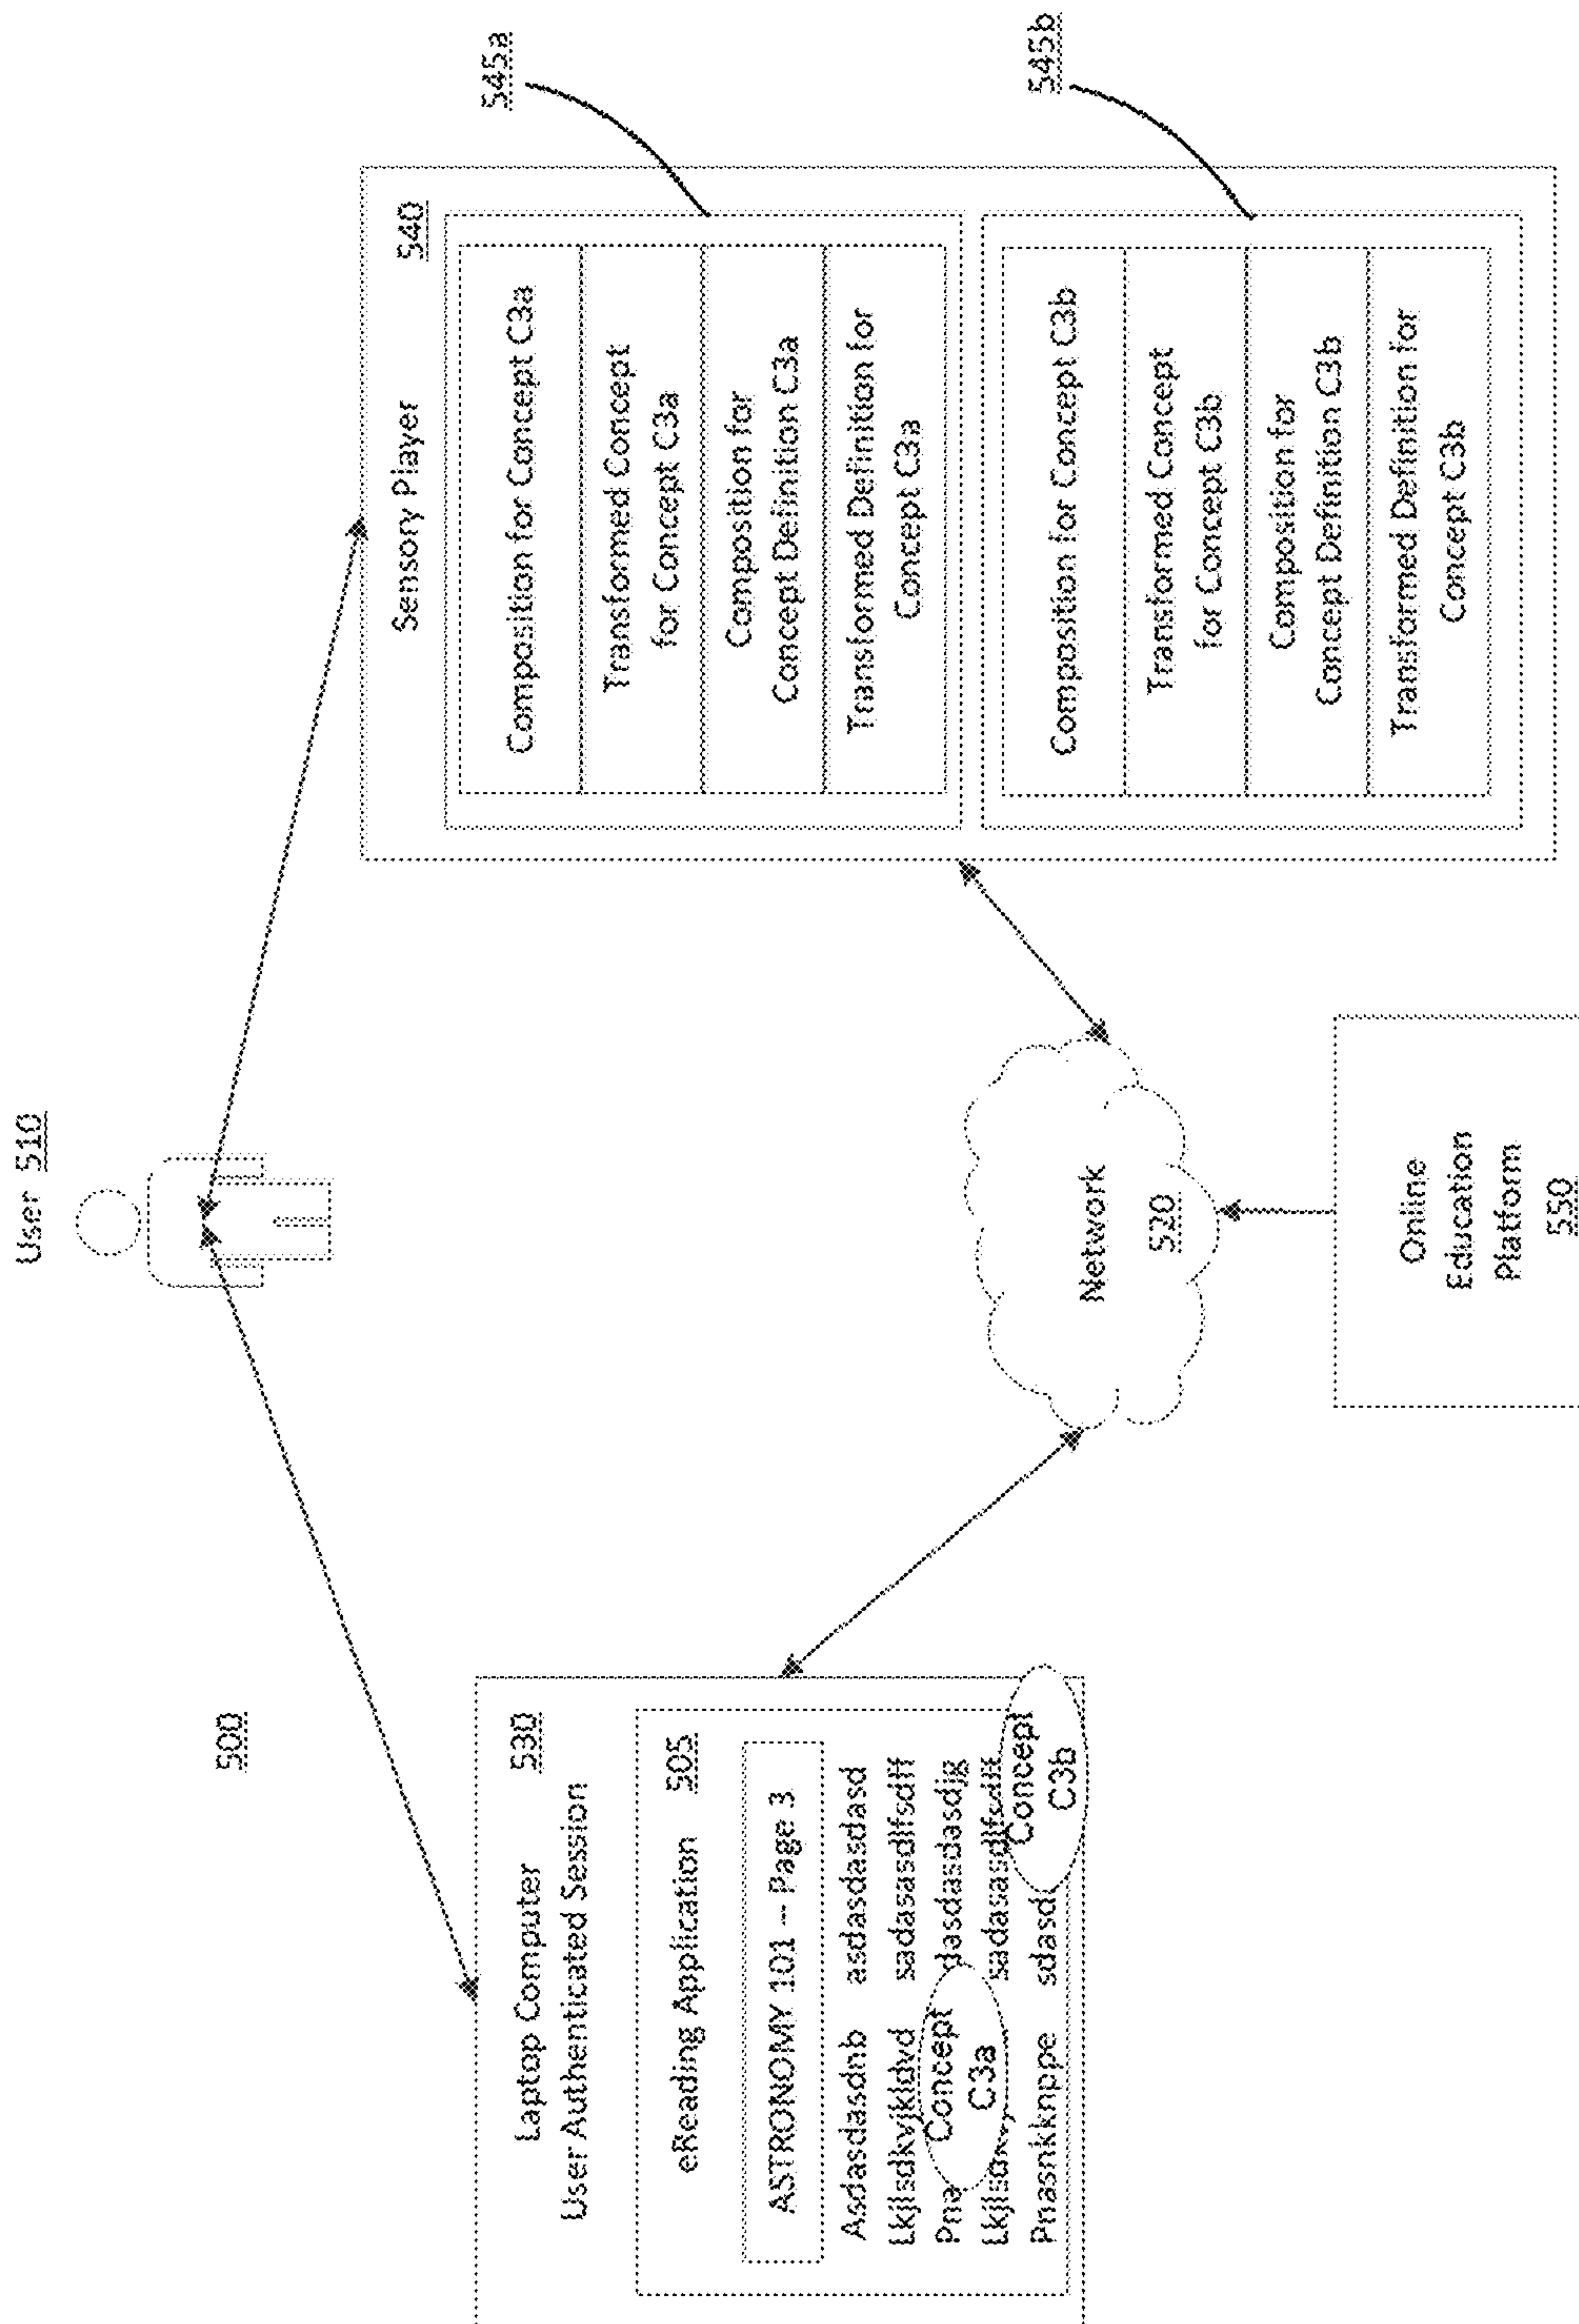 User 510
500
Laptop Computer 530
User Authenticated Session
eReading Application 505
ASTRONOMY 101 – Page 3
Asdasdasdnb asdasdasdasd
Lkjlsdkvjkldvd sadasasdlfsdff
dasdasdasdjg
Concept
C3a
Pnasnkknppe
Concept
C3b
Network
520
Online
Education
Platform
550
Sensory Player 540
545a
Composition for Concept C3a
Transformed Concept
for Concept C3a
Composition for
Concept Definition C3a
Transformed Definition for
Concept C3a
545b
Composition for Concept C3b
Transformed Concept
for Concept C3b
Composition for
Concept Definition C3b
Transformed Definition for
Concept C3b